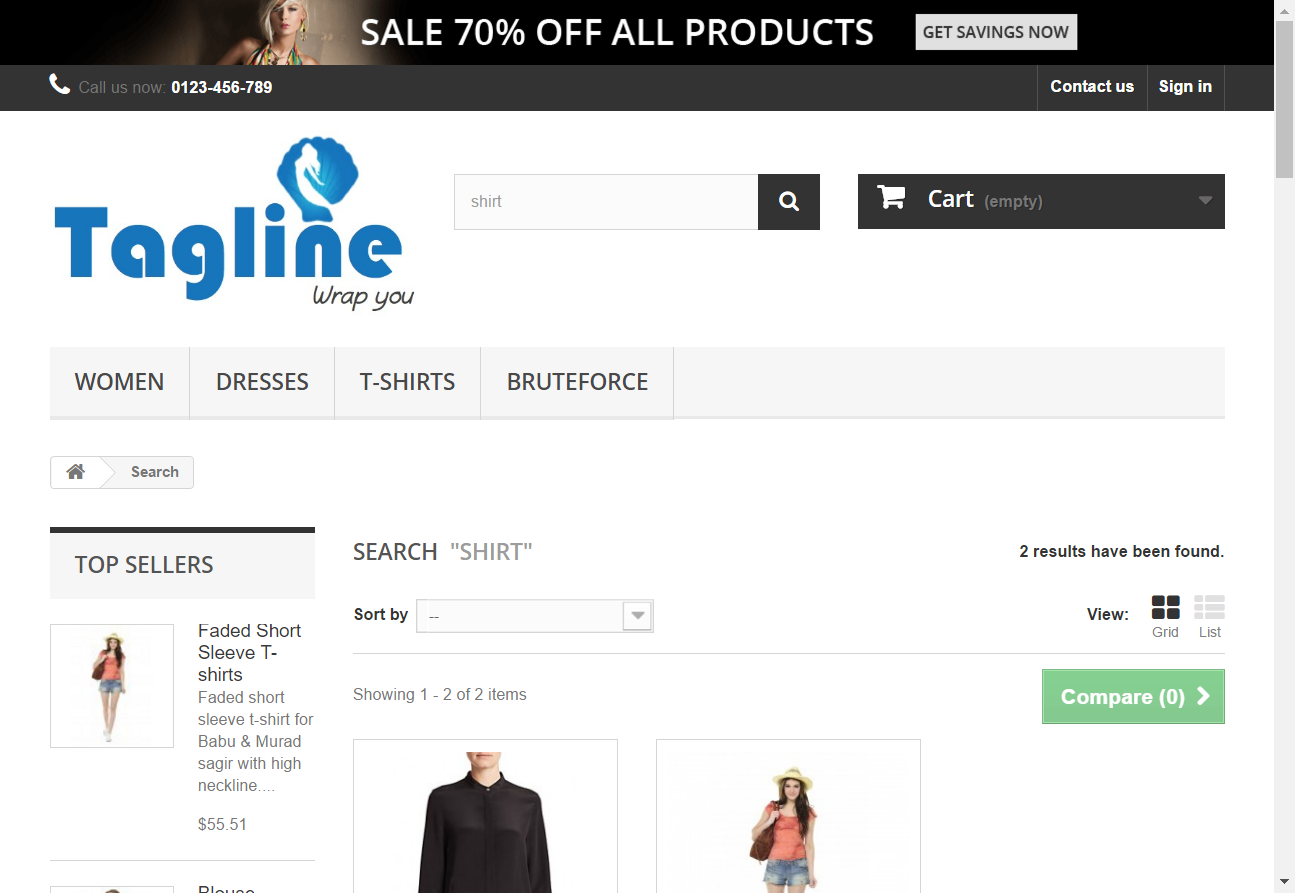 SALE 70% OFF ALL PRODUCTS
GET SAVINGS NOW
Call us now: 0123-456-789
Contact us
Sign in
Tagline
Wrap you
shirt
Cart (empty)
WOMEN
DRESSES
T-SHIRTS
BRUTEFORCE
Search
TOP SELLERS
Faded Short
Sleeve T-
shirts
Faded short
sleeve t-shirt for
Babu & Murad
sagir with high
neckline....
$55.51
Blouse
SEARCH "SHIRT"
2 results have been found.
Sort by
--
View:
Grid
List
Showing 1 - 2 of 2 items
Compare (0)